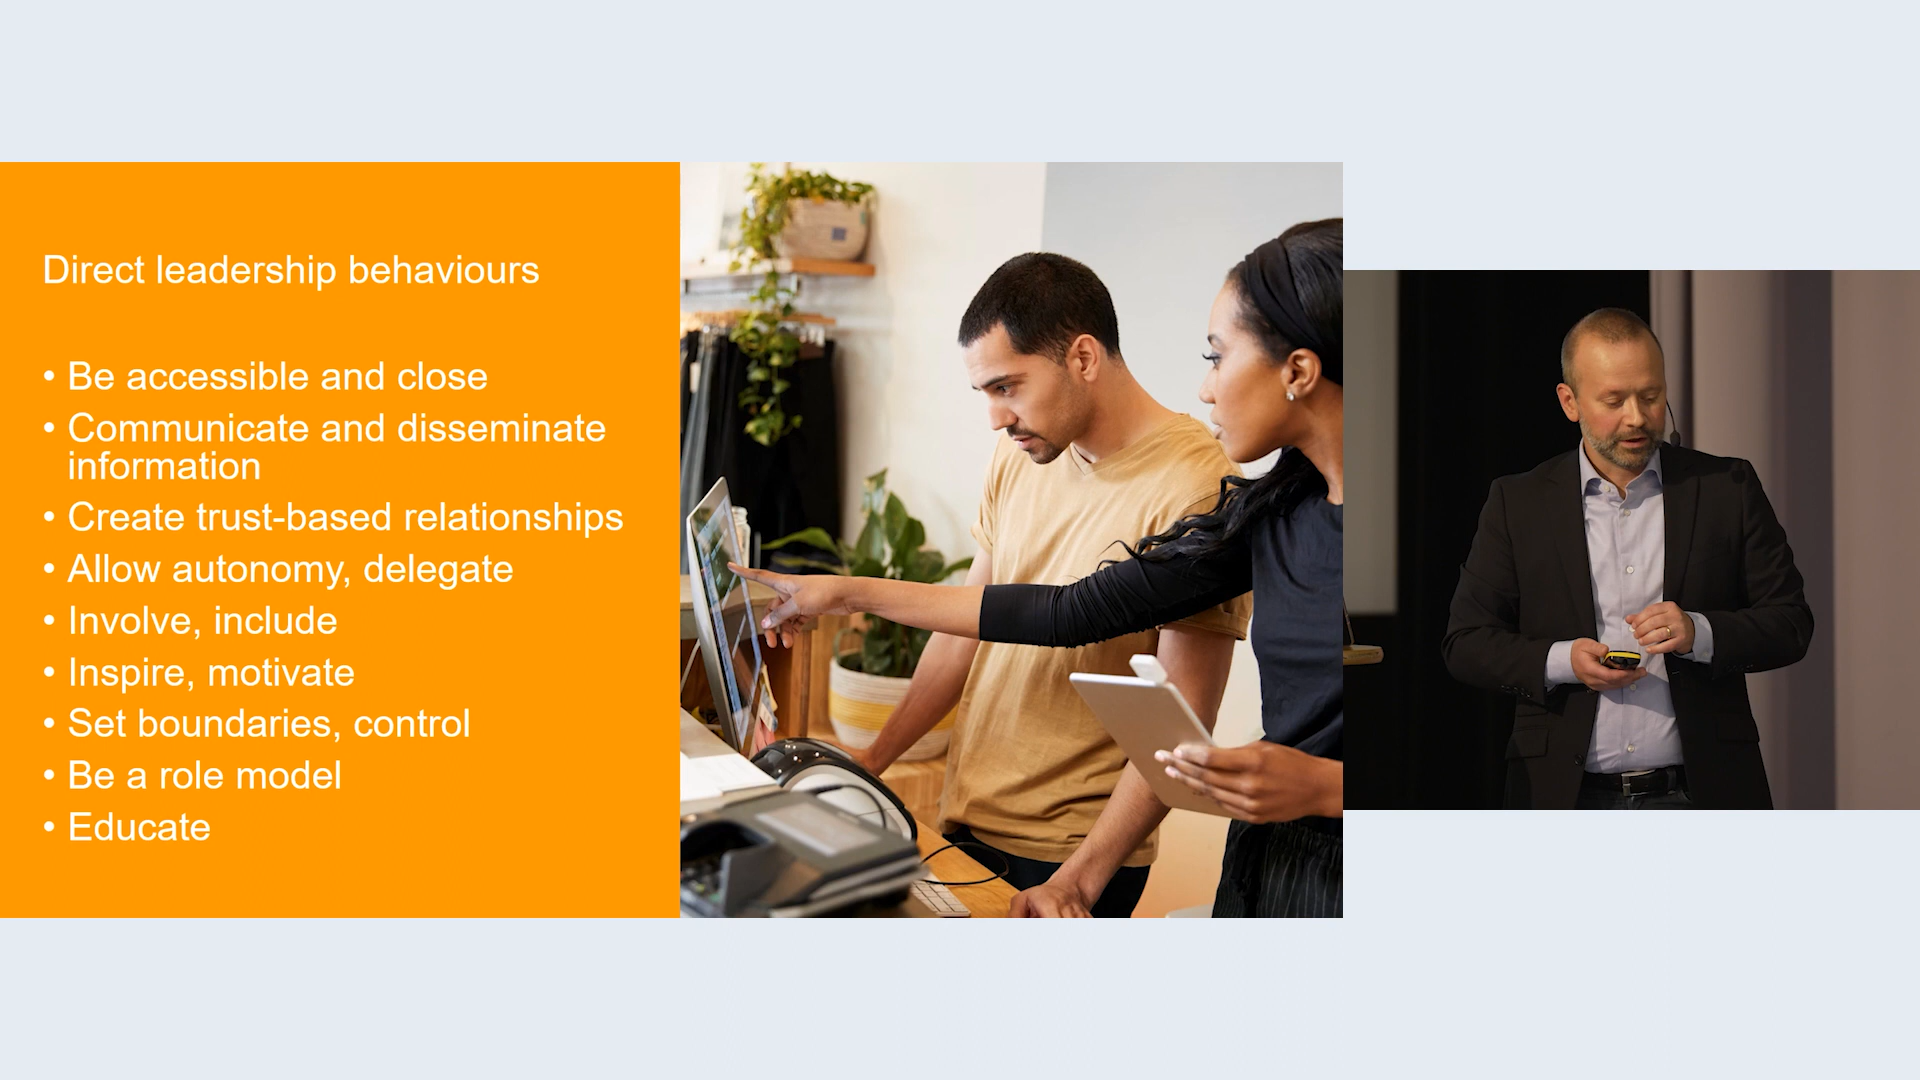 Direct leadership behaviours
• Be accessible and close
• Communicate and disseminate
information
• Create trust-based relationships
• Allow autonomy, delegate
• Involve, include
• Inspire, motivate
• Set boundaries, control
• Be a role model
• Educate